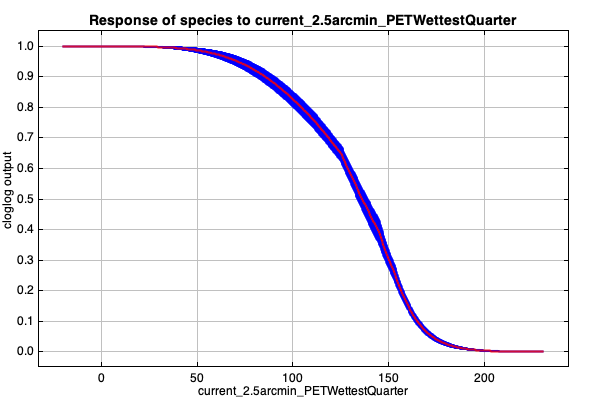 Response of species to current_2.5arcmin_PETWettestQuarter
1.0
0.9
0.8
0.7
0.6
0.5
0.4
0.3
0.2
0.1
0.0
cloglog output
0 50 100 150 200
current_2.5arcmin_PETWettestQuarter